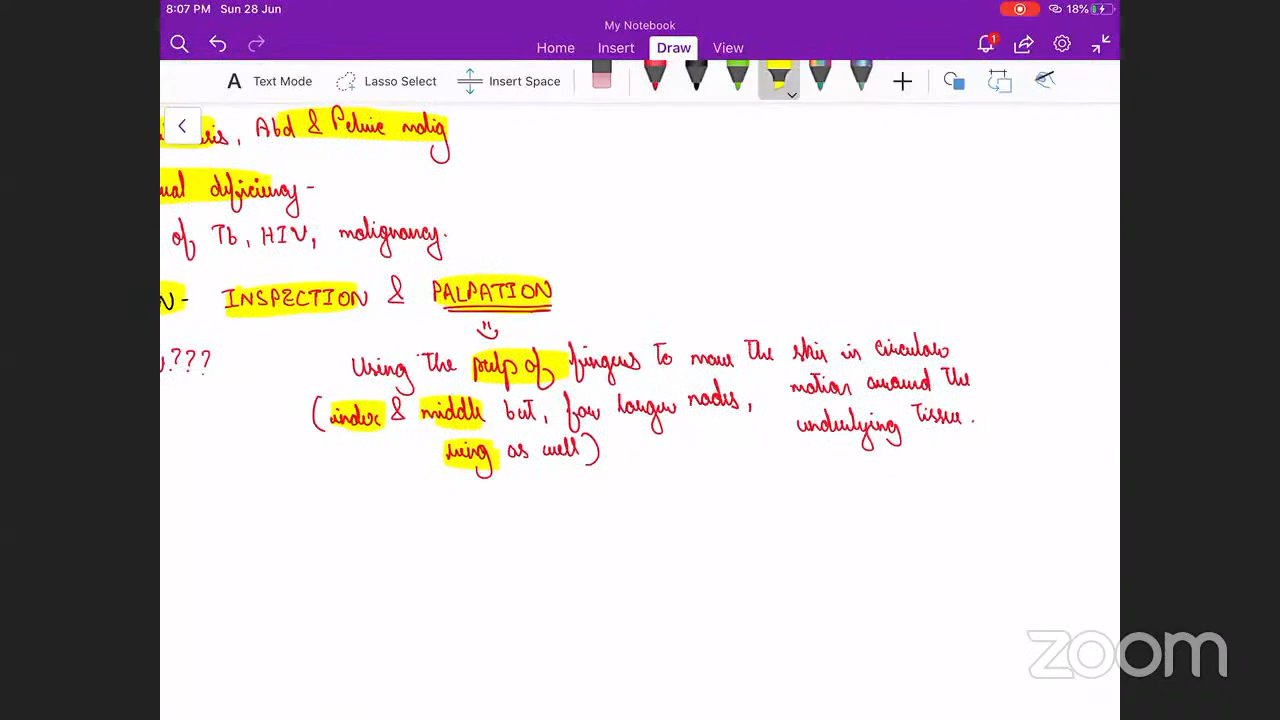 8:07 PM Sun 28 Jun 18%
My Notebook
Home Insert Draw View 1
A Text Mode Lasso Select Insert Space
Abd & Pelvic malig
deficiency -
of Tb, HIV, malignancy.
N- INSPECTION & PALPATION
???
Using the pulp of fingers to move the skin in circular
motion around the
(index & middle but, for larger nodes,
underlying tissue.
ring as well)
zoom